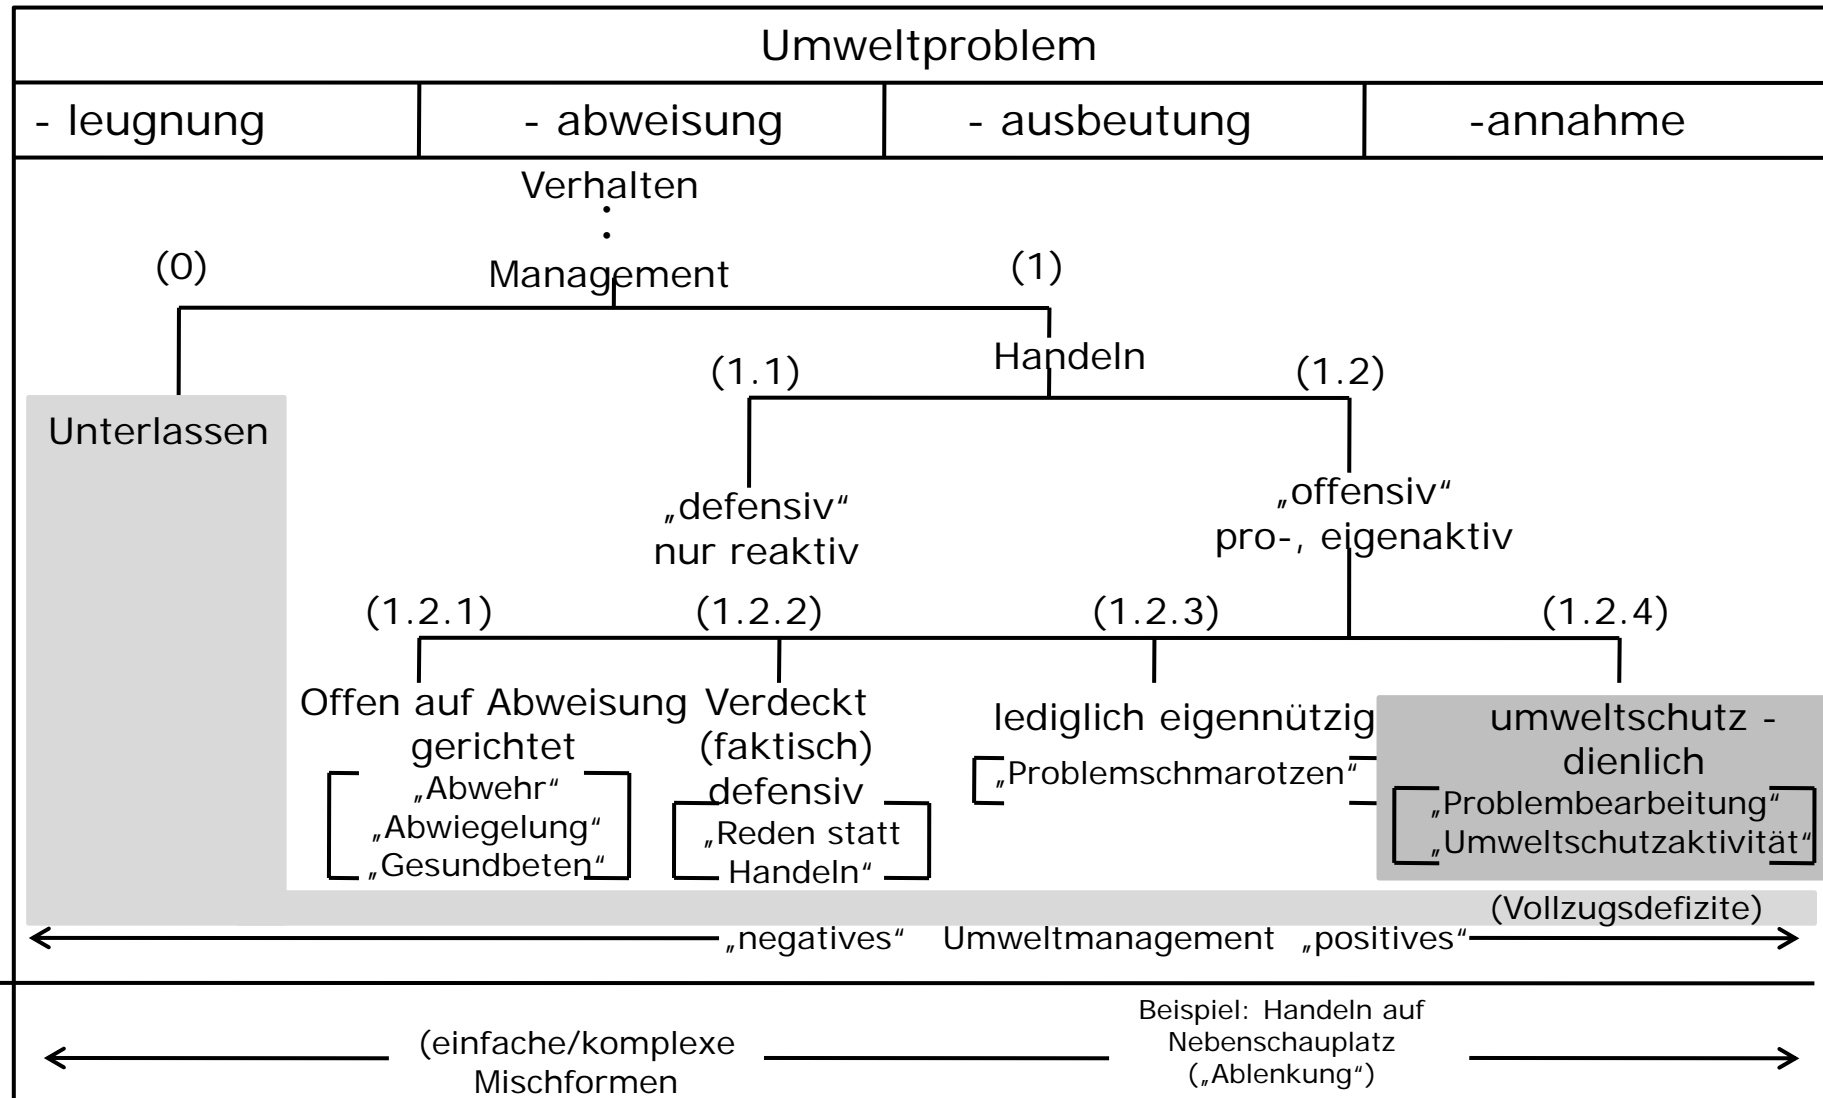 Umweltproblem
- leugnung
- abweisung
- ausbeutung
-annahme
Verhalten
:
Management
(0)
(1)
Handeln
(1.1)
(1.2)
Unterlassen
„defensiv“
nur reaktiv
„offensiv“
pro-, eigenaktiv
(1.2.1)
(1.2.2)
(1.2.3)
(1.2.4)
Offen auf Abweisung
gerichtet
„Abwehr“
„Abwiegelung“
„Gesundbeten“
Verdeckt
(faktisch)
defensiv
„Reden statt
Handeln“
lediglich eigennützig
„Problemschmarotzen“
umweltschutz -
dienlich
„Problembearbeitung“
„Umweltschutzaktivität“
(Vollzugsdefizite)
„negatives“ Umweltmanagement „positives“
(einfache/komplexe
Mischformen
Beispiel: Handeln auf
Nebenschauplatz
(„Ablenkung“)